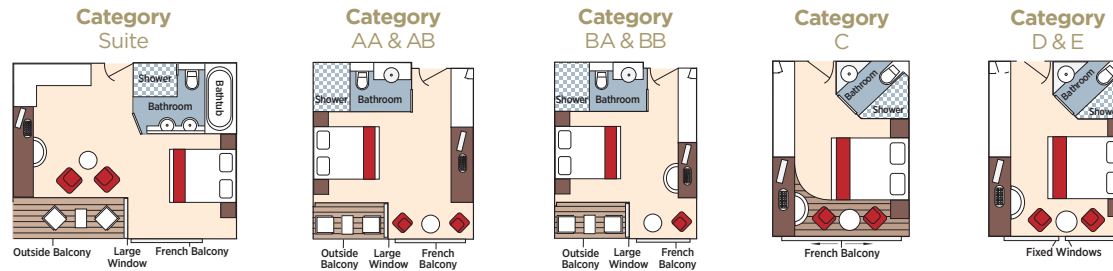 Category
Suite
Shower
Bathroom
Bathtub
Outside Balcony
Large
Window
French Balcony
Category
AA & AB
Shower
Bathroom
Outside
Balcony
Large
Window
French
Balcony
Category
BA & BB
Shower
Bathroom
Outside
Balcony
Large
Window
French
Balcony
Category
C
Bathroom
Shower
French Balcony
Category
D & E
Bathroom
Shower
Fixed Windows